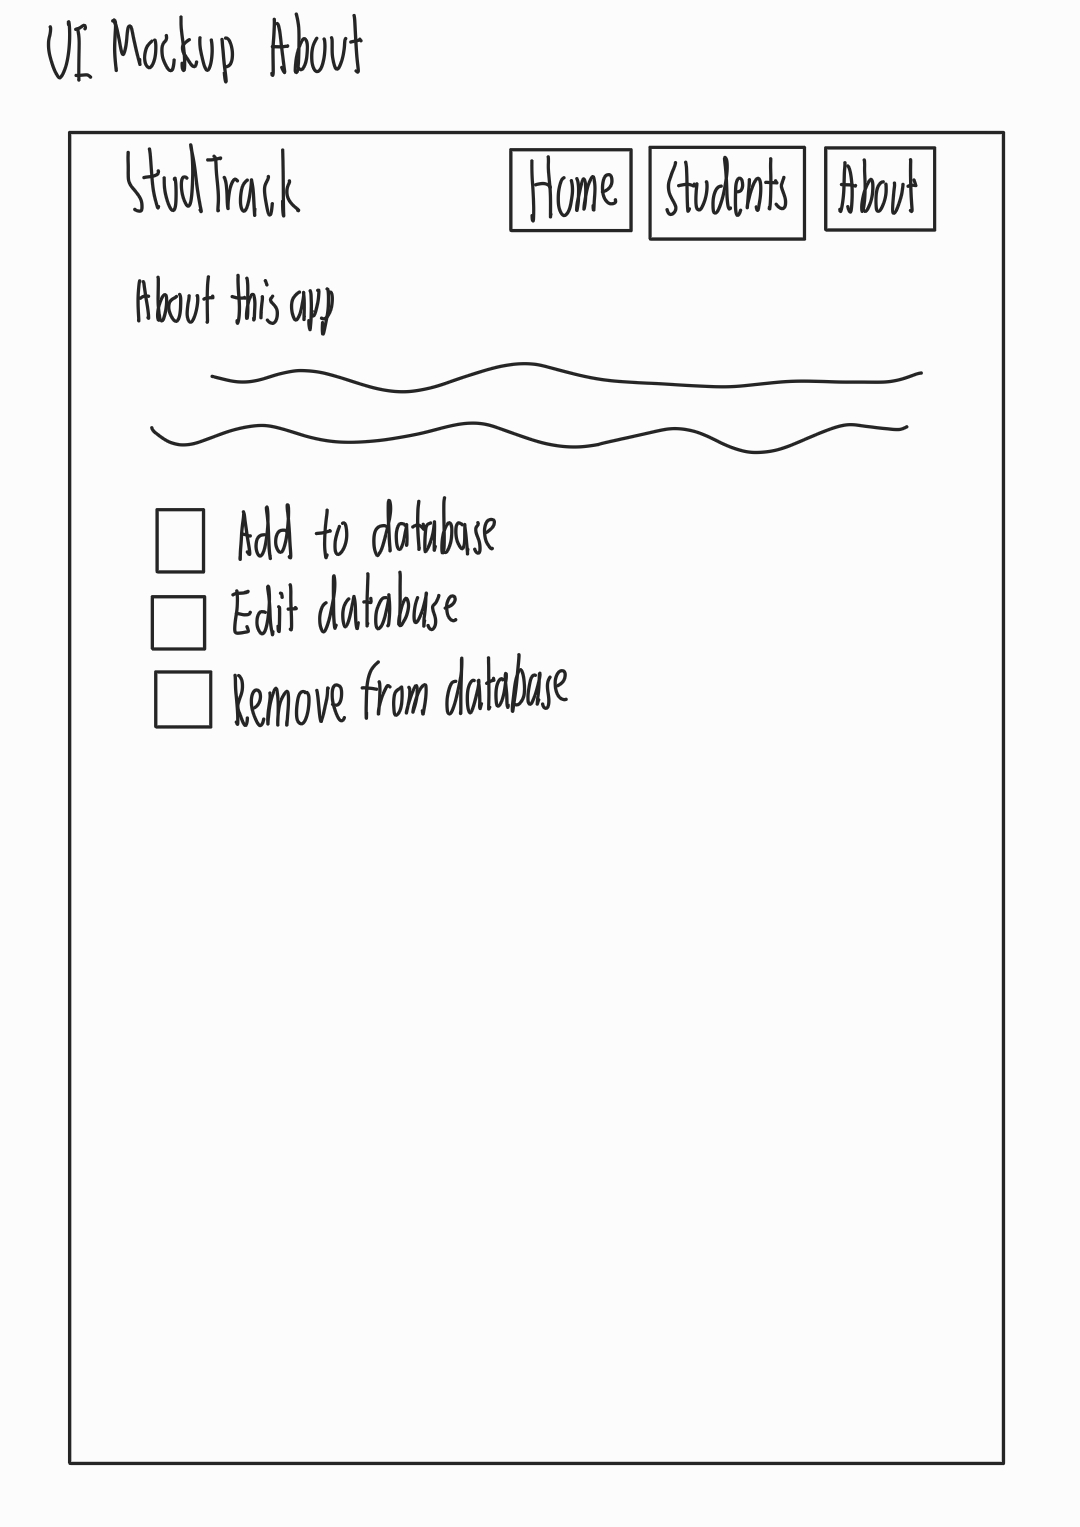 UI Mockup About
StudTrack Home Students About
About this app
Add to database
Edit database
Remove from database